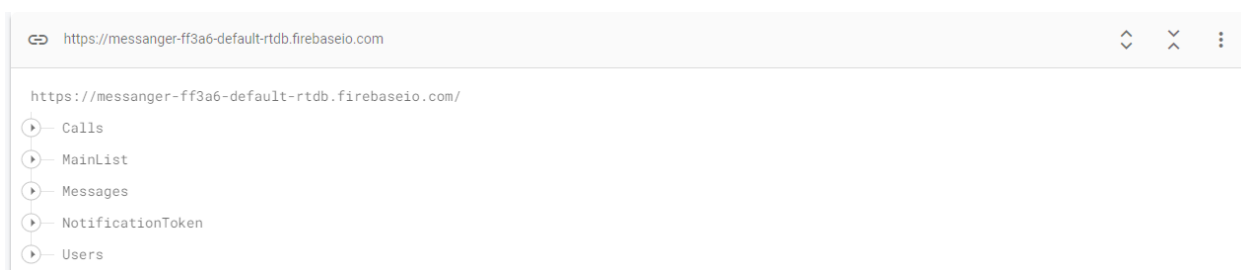 https://messanger-ff3a6-default-rtdb.firebaseio.com
https://messanger-ff3a6-default-rtdb.firebaseio.com/
Calls
MainList
Messages
NotificationToken
Users